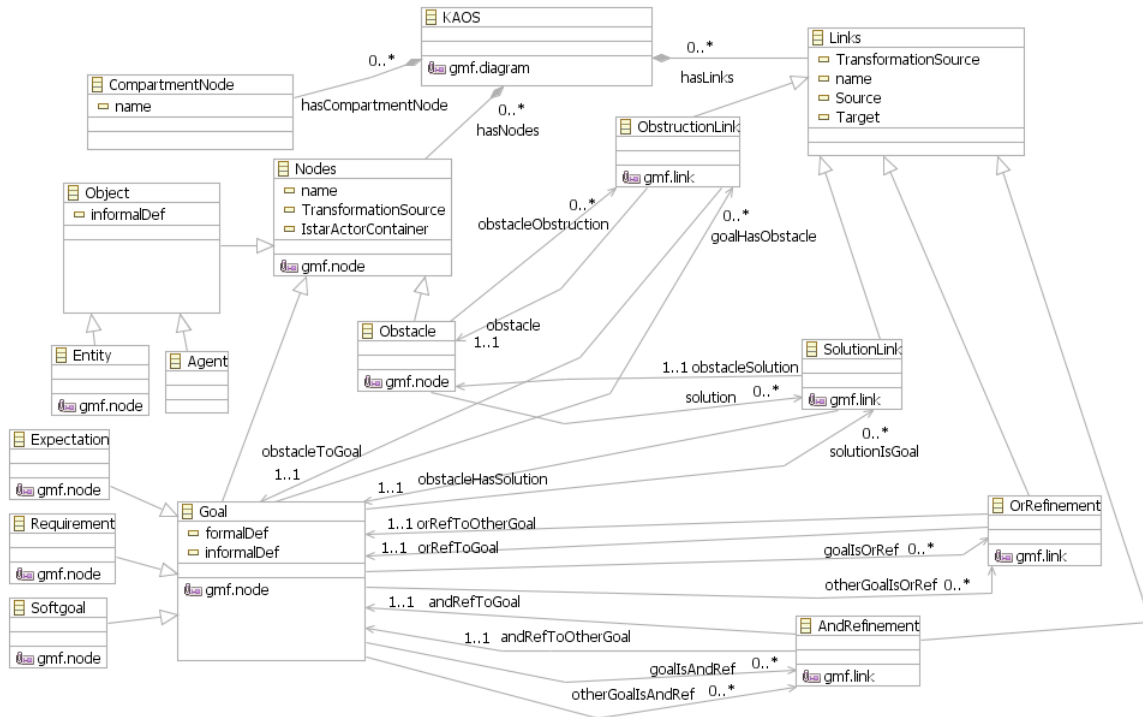 KAOS
gmf.diagram
0..*
hasCompartmentNode
0..*
hasNodes
0..*
hasLinks
CompartmentNode
name
Links
TransformationSource
name
Source
Target
ObstructionLink
gmf.link
Nodes
name
TransformationSource
IstarActorContainer
gmf.node
Object
informalDef
0..*
obstacleObstruction
0..*
goalHasObstacle
Obstacle
gmf.node
obstacle
1..1
Entity
gmf.node
Agent
SolutionLink
gmf.link
1..1 obstacleSolution
solution 0..*
0..*
solutionIsGoal
Expectation
gmf.node
obstacleToGoal
1..1
obstacleHasSolution
1..1
Goal
formalDef
informalDef
gmf.node
Requirement
gmf.node
Softgoal
gmf.node
OrRefinement
gmf.link
1..1 orRefToOtherGoal
1..1 orRefToGoal
goalIsOrRef 0..*
otherGoalIsOrRef 0..*
1..1 andRefToGoal
1..1 andRefToOtherGoal
AndRefinement
gmf.link
goalIsAndRef 0..*
otherGoalIsAndRef 0..*